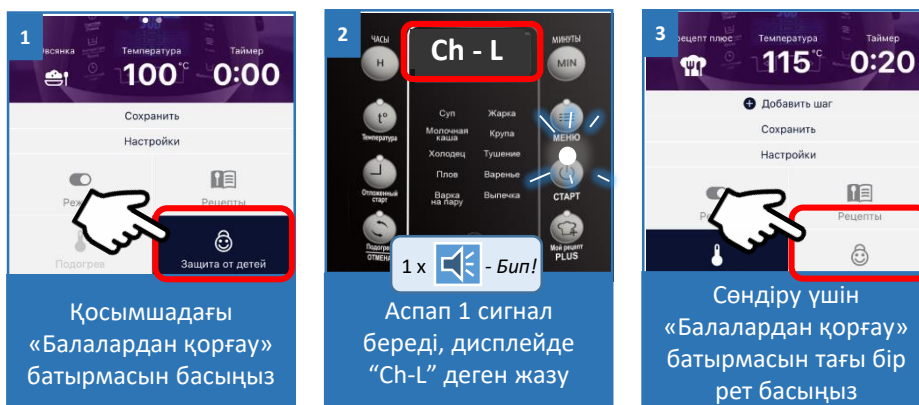 1
Овсянка
Температура
Таймер
100°C
0:00
Сохранить
Настройки
Рецепты
Подогрев
Защита от детей
Қосымшадағы
«Балалардан қорғау»
батырмасын басыңыз
2
ЧАСЫ
Ch - L
МИНУТЫ
H
MIN
t°
Суп
Жарка
Температура
Молочная каша
Крупа
МЕНЮ
Холодец
Тушение
Плов
Варенье
Отложенный старт
Варка на пару
Выпечка
СТАРТ
Мой рецепт
PLUS
ОТМЕНА
1 x - Бип!
Аспап 1 сигнал
береді, дисплейде
“Ch-L” деген жазу
3
рецепт плюс
Температура
Таймер
115°C
0:20
Добавить шаг
Сохранить
Настройки
Рецепты
Сөндіру үшін
«Балалардан қорғау»
батырмасын тағы бір
рет басыңыз